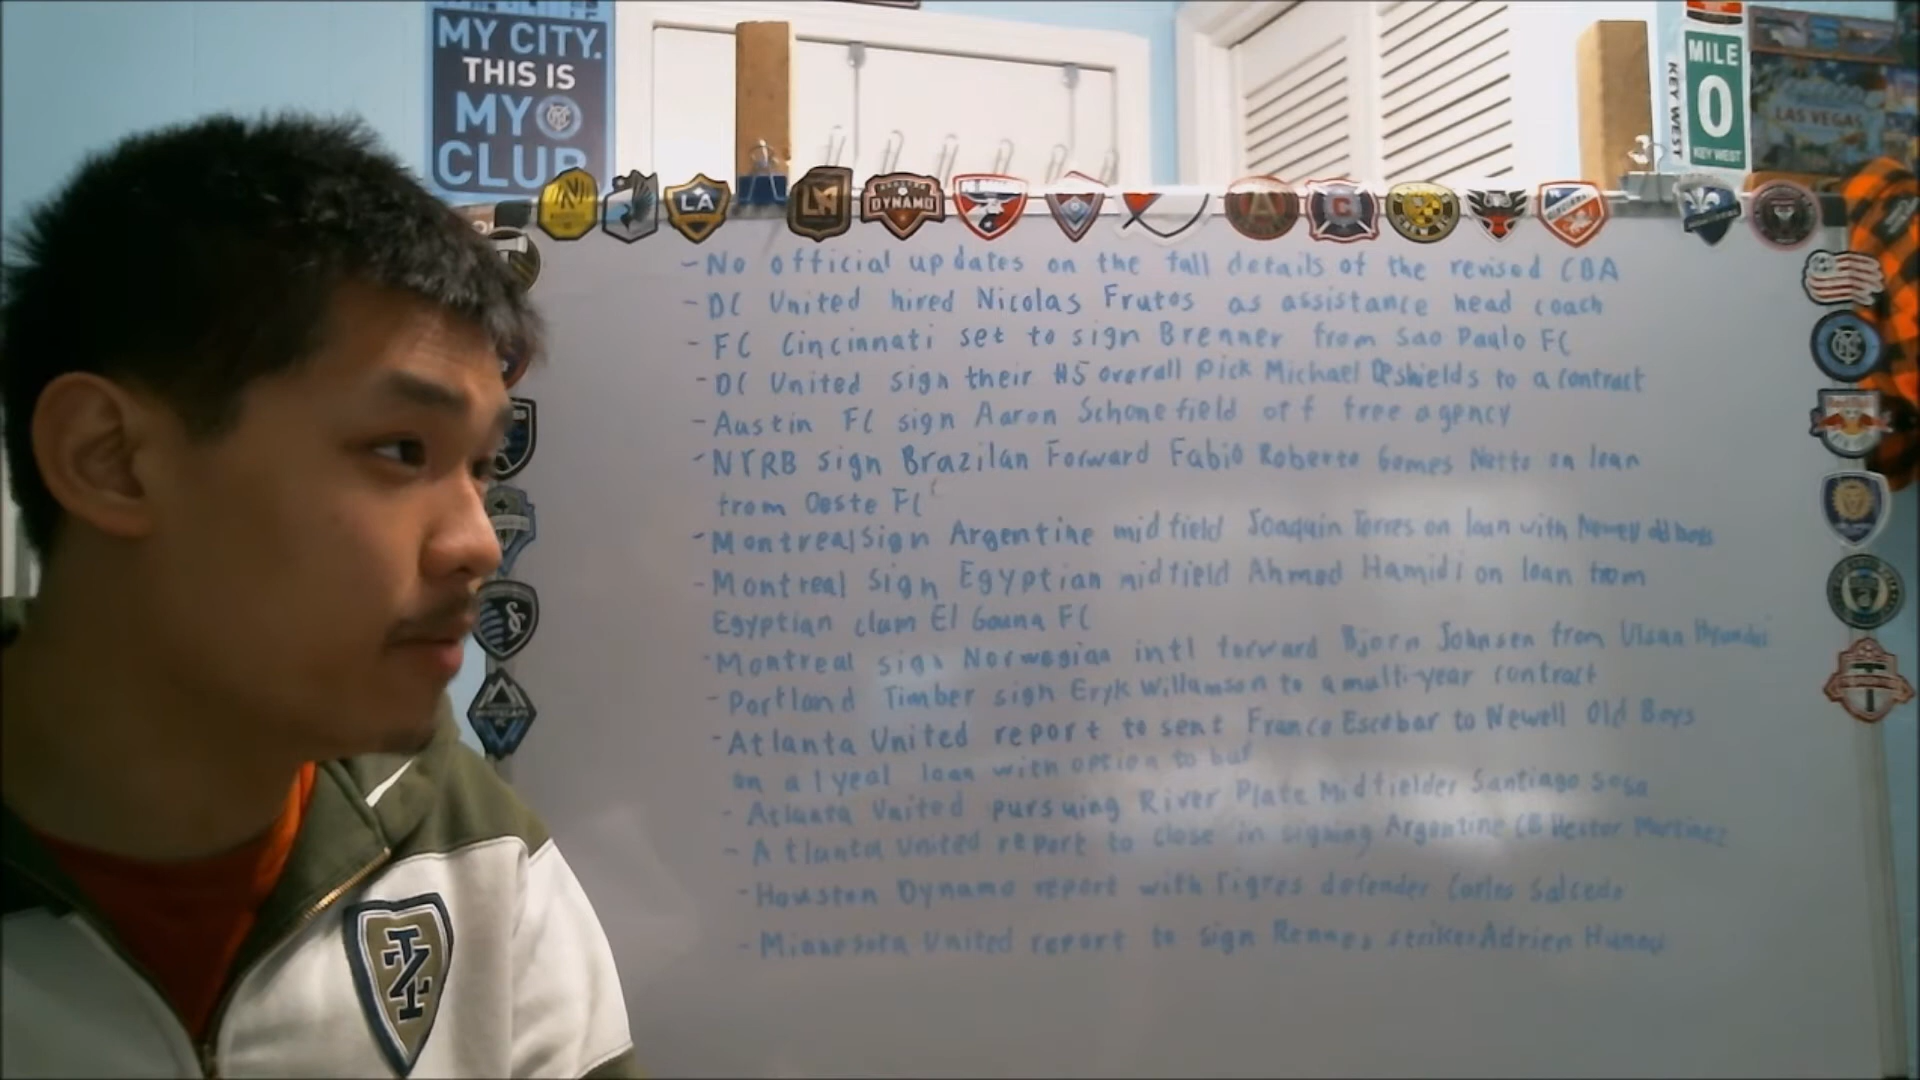 MY CITY.
THIS IS
MY
CLUB
MILE
0
KEY WEST
KEY WEST
LAS VEGAS
N
LA
DYNAMO
- No official updates on the full details of the revised CBA
- DC United hired Nicolas Frutos as assistance head coach
- FC Cincinnati set to sign Brenner from Sao Paulo FC
- DC United sign their #5 overall pick Michael Deshields to a contract
- Austin FC sign Aaron Schonefield off free agency
- NYRB sign Brazilan Forward Fabio Roberto Gomes Netto on loan
from Oeste FC
- Montreal Sign Argentine midfield Joaquin Torres on loan with Newell old boys
- Montreal Sign Egyptian midfield Ahmad Hamidi on loan from
Egyptian clum El Gouna FC
- Montreal sign Norwegian intl forward Bjorn Johnsen from Ulsan Hyundai
- Portland Timber sign Eryk Willamson to a multi-year contract
- Atlanta United report to sent Franco Escobar to Newell Old Boys
on a 1 year loan with option to buy
- Atlanta United pursuing River Plate Midfielder Santiago Sosa
- Atlanta United report to close in signing Argentine CB Hester Martinez
- Houston Dynamo report with Tigres defender Carlos Salcedo
- Minnesota United report to sign Rennes striker Adrien Hunou